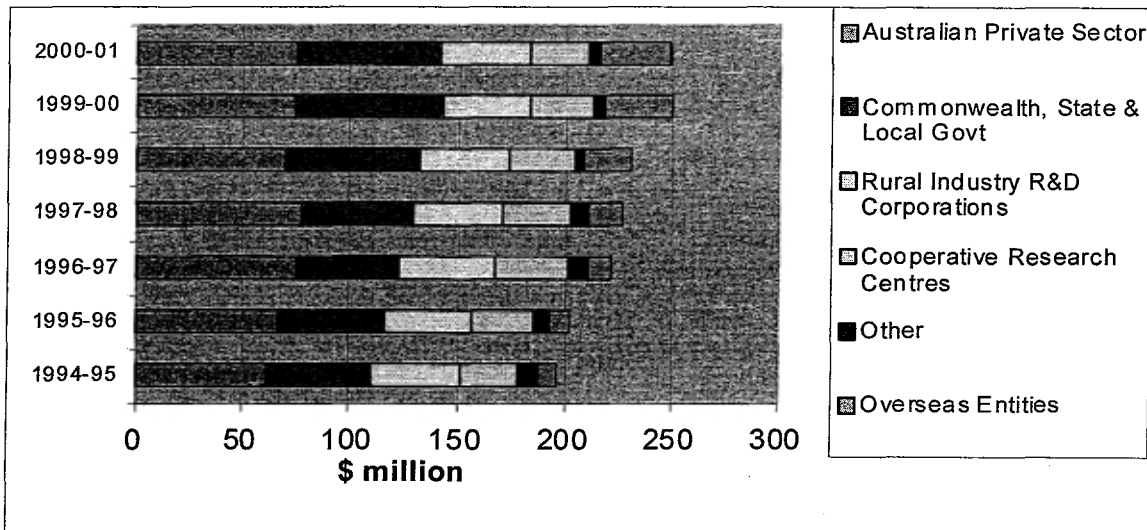 2000-01
1999-00
1998-99
1997-98
1996-97
1995-96
1994-95
0 50 100 150 200 250 300
$ million
Australian Private Sector
Commonwealth, State &
Local Govt
Rural Industry R&D
Corporations
Cooperative Research
Centres
Other
Overseas Entities